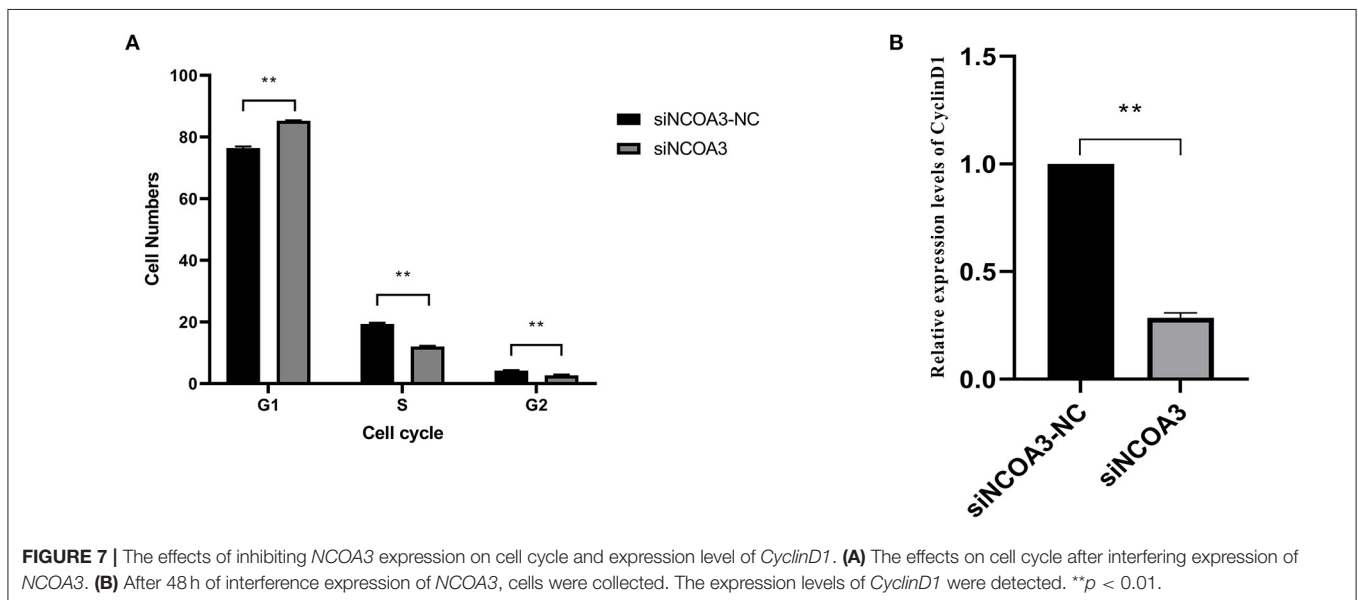 A
100
80
60
40
20
0
Cell Numbers
**
**
**
G1 S G2
Cell cycle
siNCOA3-NC
siNCOA3
B
1.5
1.0
0.5
0.0
Relative expression levels of CyclinD1
**
siNCOA3-NC
siNCOA3
FIGURE 7 | The effects of inhibiting NCOA3 expression on cell cycle and expression level of CyclinD1. (A) The effects on cell cycle after interfering expression of
NCOA3. (B) After 48 h of interference expression of NCOA3, cells were collected. The expression levels of CyclinD1 were detected. **p < 0.01.